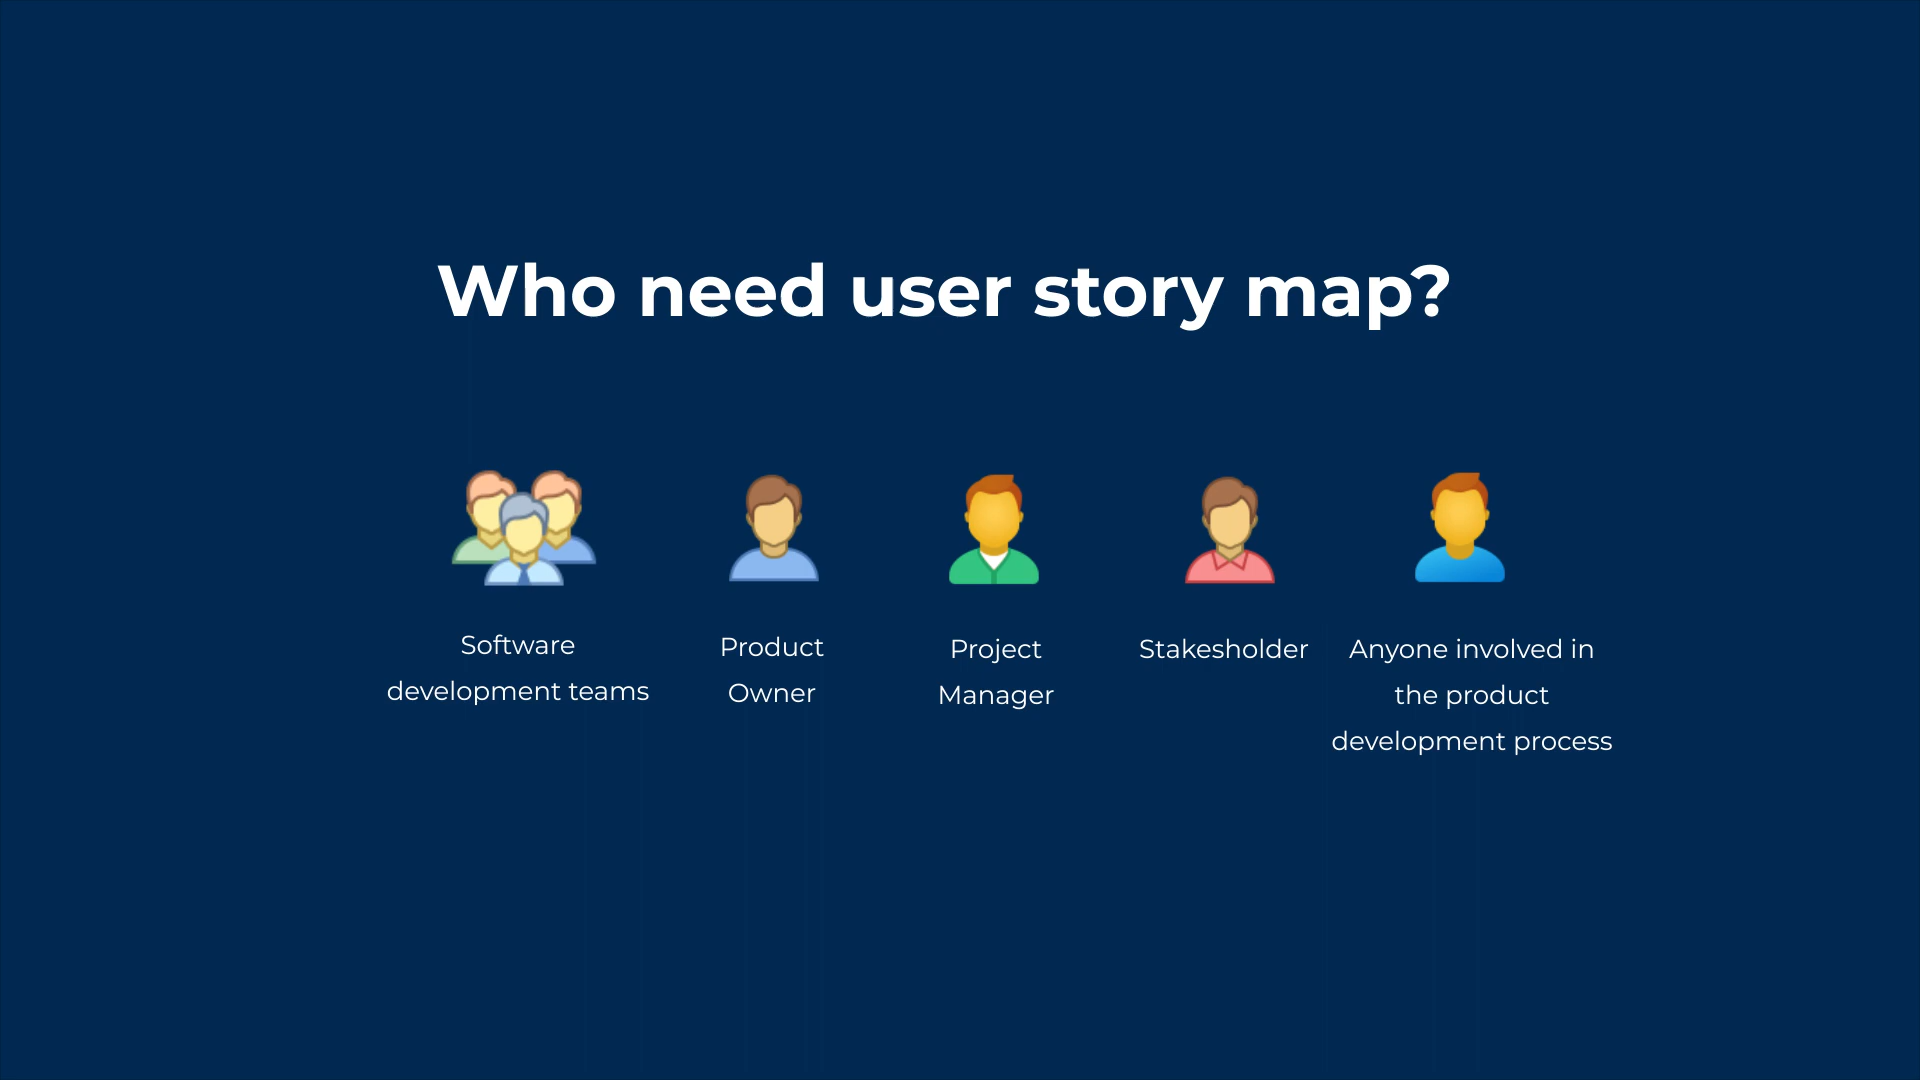 Who need user story map?
Software
development teams
Product
Owner
Project
Manager
Stakesholder
Anyone involved in
the product
development process